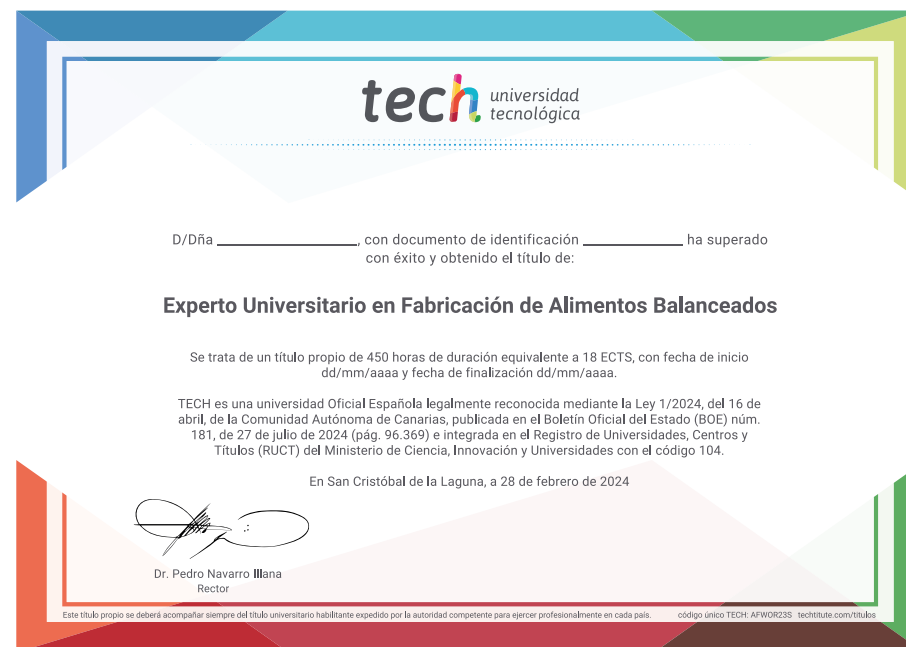 tech universidad
tecnológica
D/Dña ________________, con documento de identificación ____________ ha superado
con éxito y obtenido el título de:
Experto Universitario en Fabricación de Alimentos Balanceados
Se trata de un título propio de 450 horas de duración equivalente a 18 ECTS, con fecha de inicio
dd/mm/aaaa y fecha de finalización dd/mm/aaaa.
TECH es una universidad Oficial Española legalmente reconocida mediante la Ley 1/2024, del 16 de
abril, de la Comunidad Autónoma de Canarias, publicada en el Boletín Oficial del Estado (BOE) núm.
181, de 27 de julio de 2024 (pág. 96.369) e integrada en el Registro de Universidades, Centros y
Títulos (RUCT) del Ministerio de Ciencia, Innovación y Universidades con el código 104.
En San Cristóbal de la Laguna, a 28 de febrero de 2024
Dr. Pedro Navarro Illana
Rector
Este título propio se deberá acompañar siempre del título universitario habilitante expedido por la autoridad competente para ejercer profesionalmente en cada país. código único TECH: AFWOR23S techtitute.com/titulos